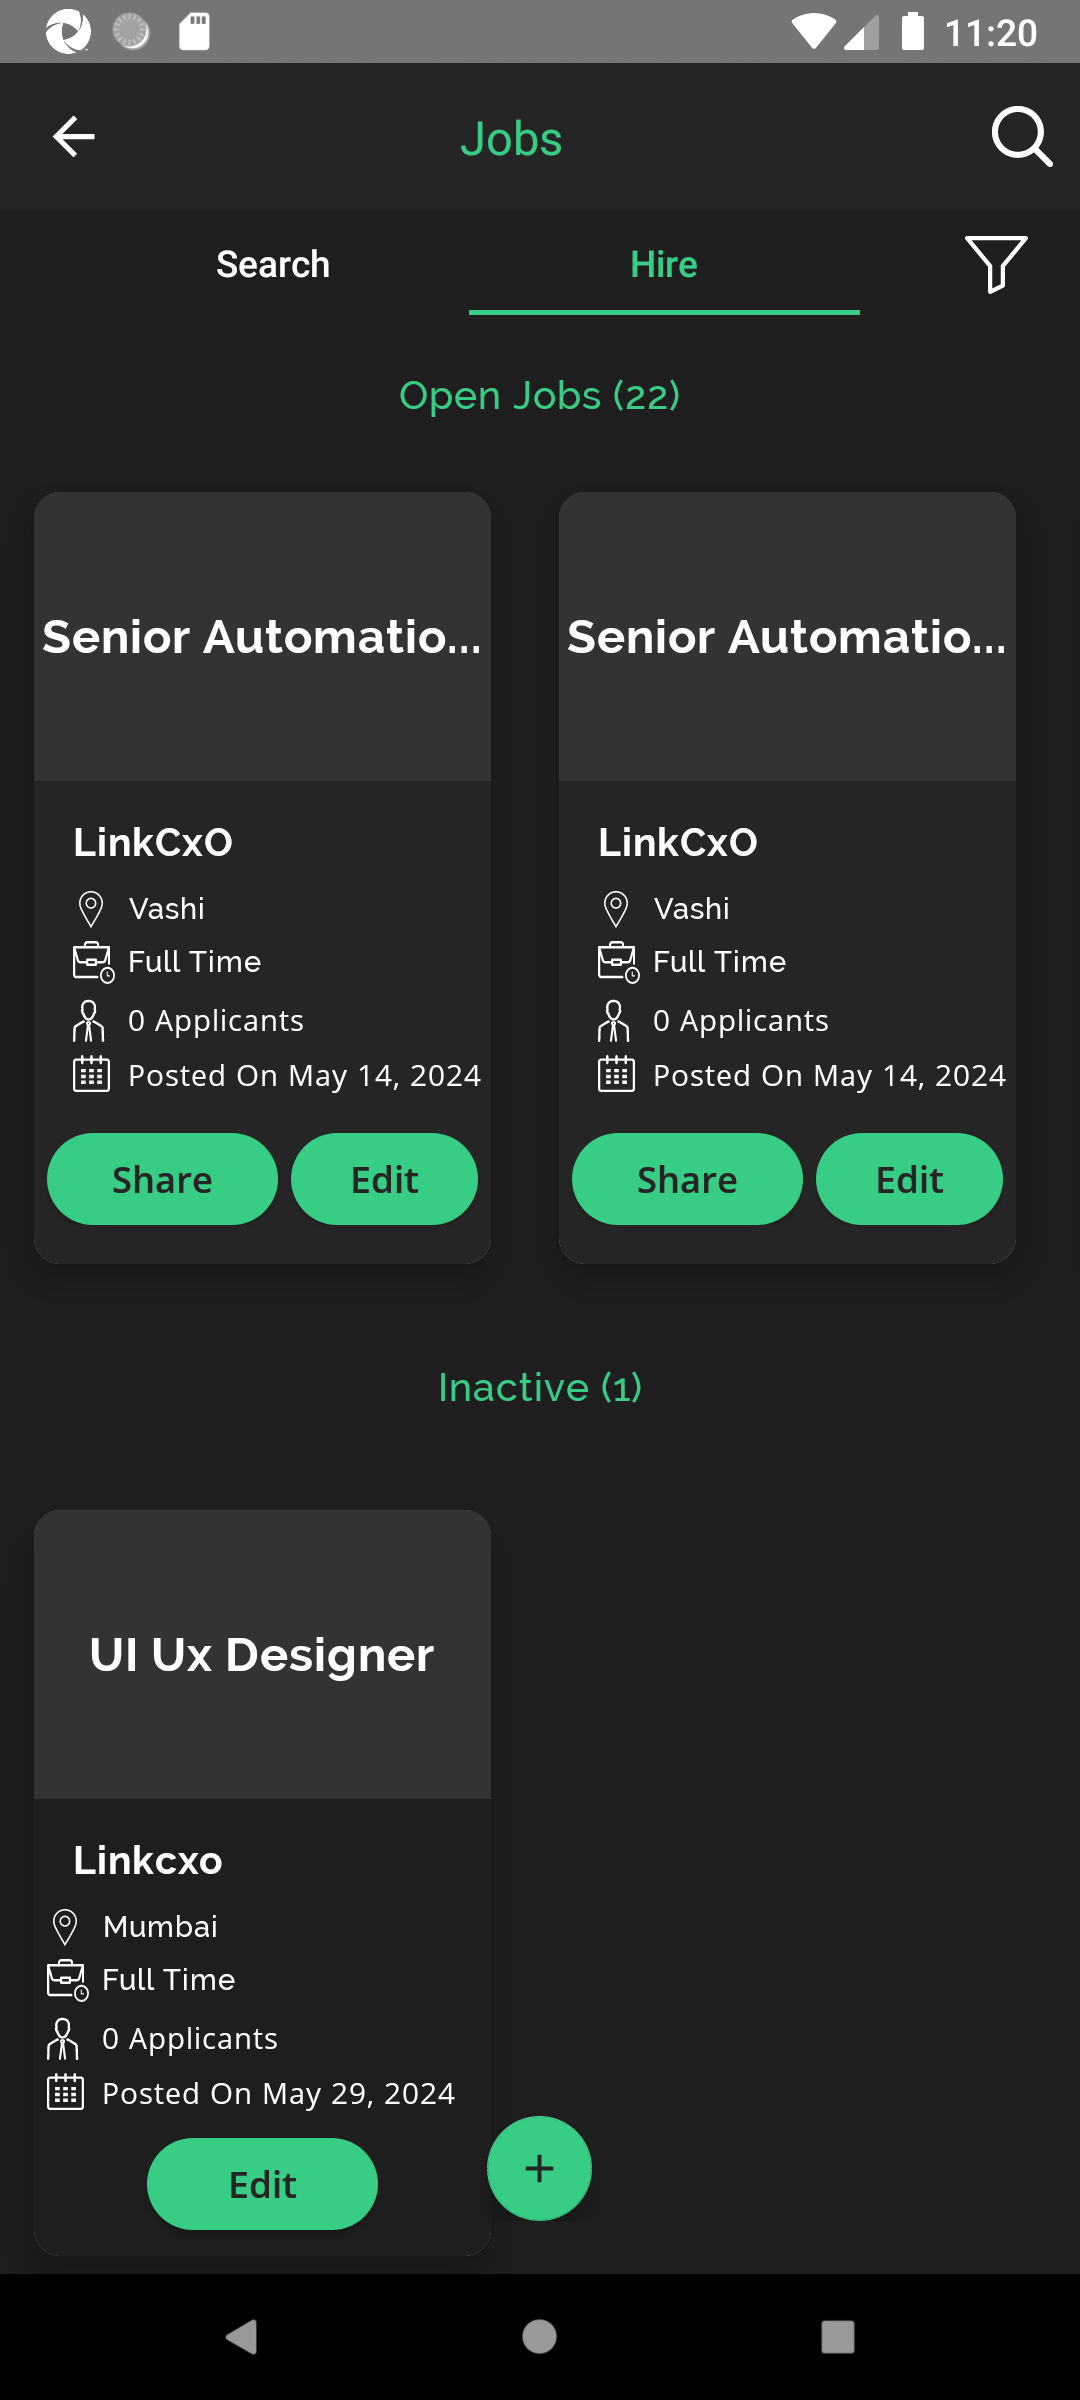 11:20
Jobs
Search
Hire
Open Jobs (22)
Senior Automatio...
LinkCxO
Vashi
Full Time
0 Applicants
Posted On May 14, 2024
Share
Edit
Senior Automatio...
LinkCxO
Vashi
Full Time
0 Applicants
Posted On May 14, 2024
Share
Edit
Inactive (1)
UI Ux Designer
Linkcxo
Mumbai
Full Time
0 Applicants
Posted On May 29, 2024
Edit
+